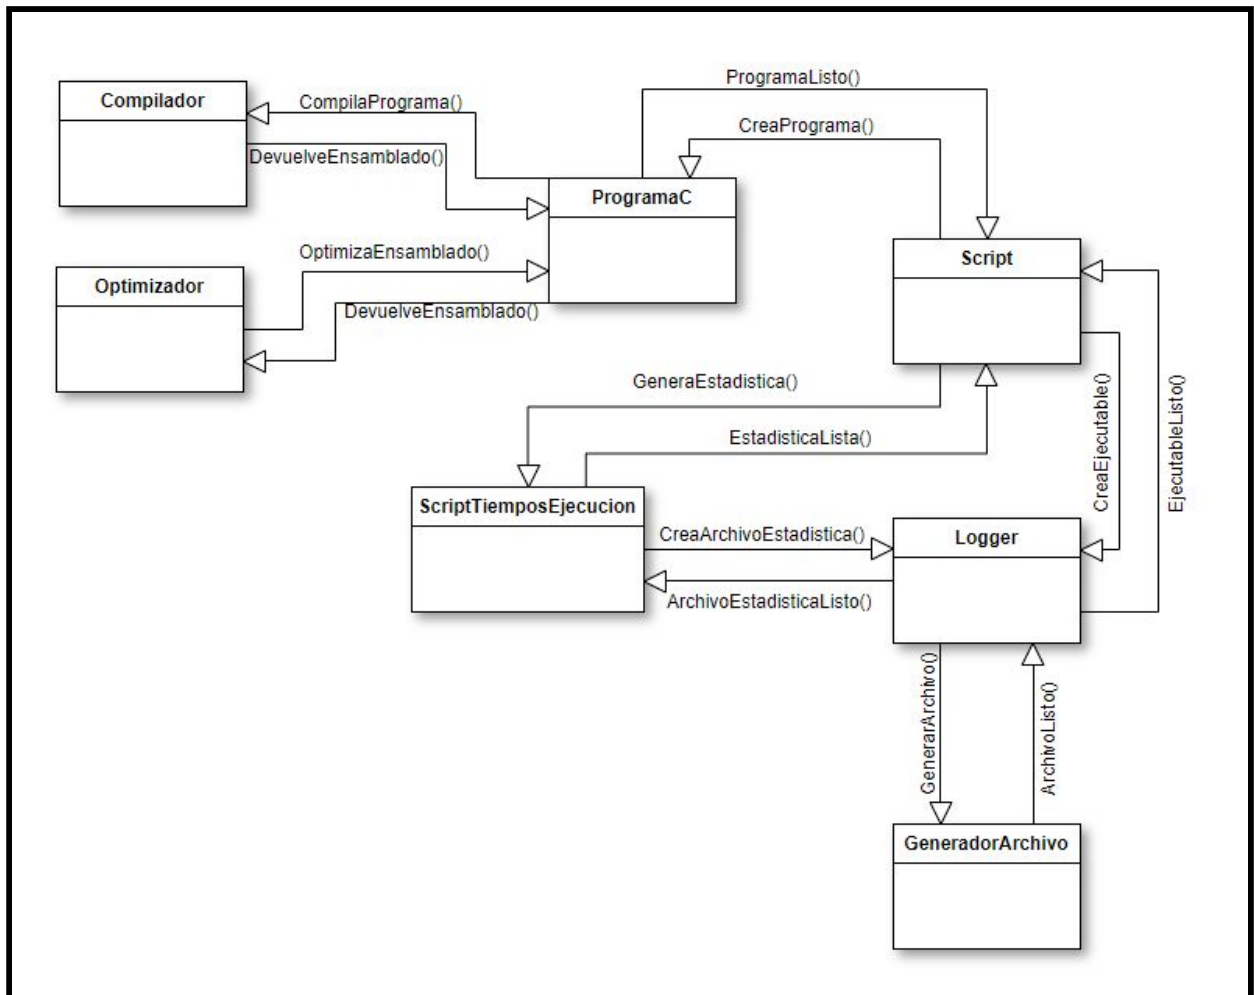 ProgramaListo()
Compilador
CompilaPrograma()
CreaPrograma()
DevuelveEnsamblado()
ProgramaC
OptimizaEnsamblado()
Script
Optimizador
DevuelveEnsamblado()
GeneraEstadistica()
CreaEjecutable()
EjecutableListo()
EstadisticaLista()
ScriptTiemposEjecucion
CreaArchivoEstadistica()
Logger
ArchivoEstadisticaListo()
GenerarArchivo()
ArchivoListo()
GeneradorArchivo